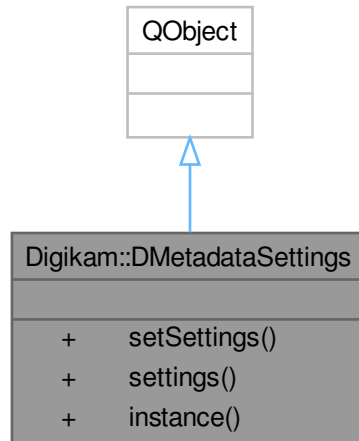 QObject
Digikam::DMetadataSettings
+ setSettings()
+ settings()
+ instance()